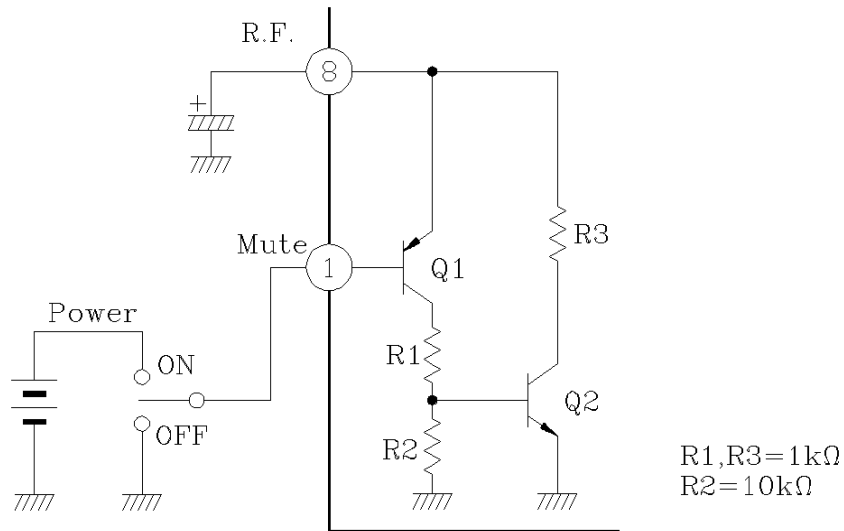 R.F.
8
+
Mute
1
Q1
R3
Power
ON
OFF
R1
R2
Q2
R1,R3=1kΩ
R2=10kΩ